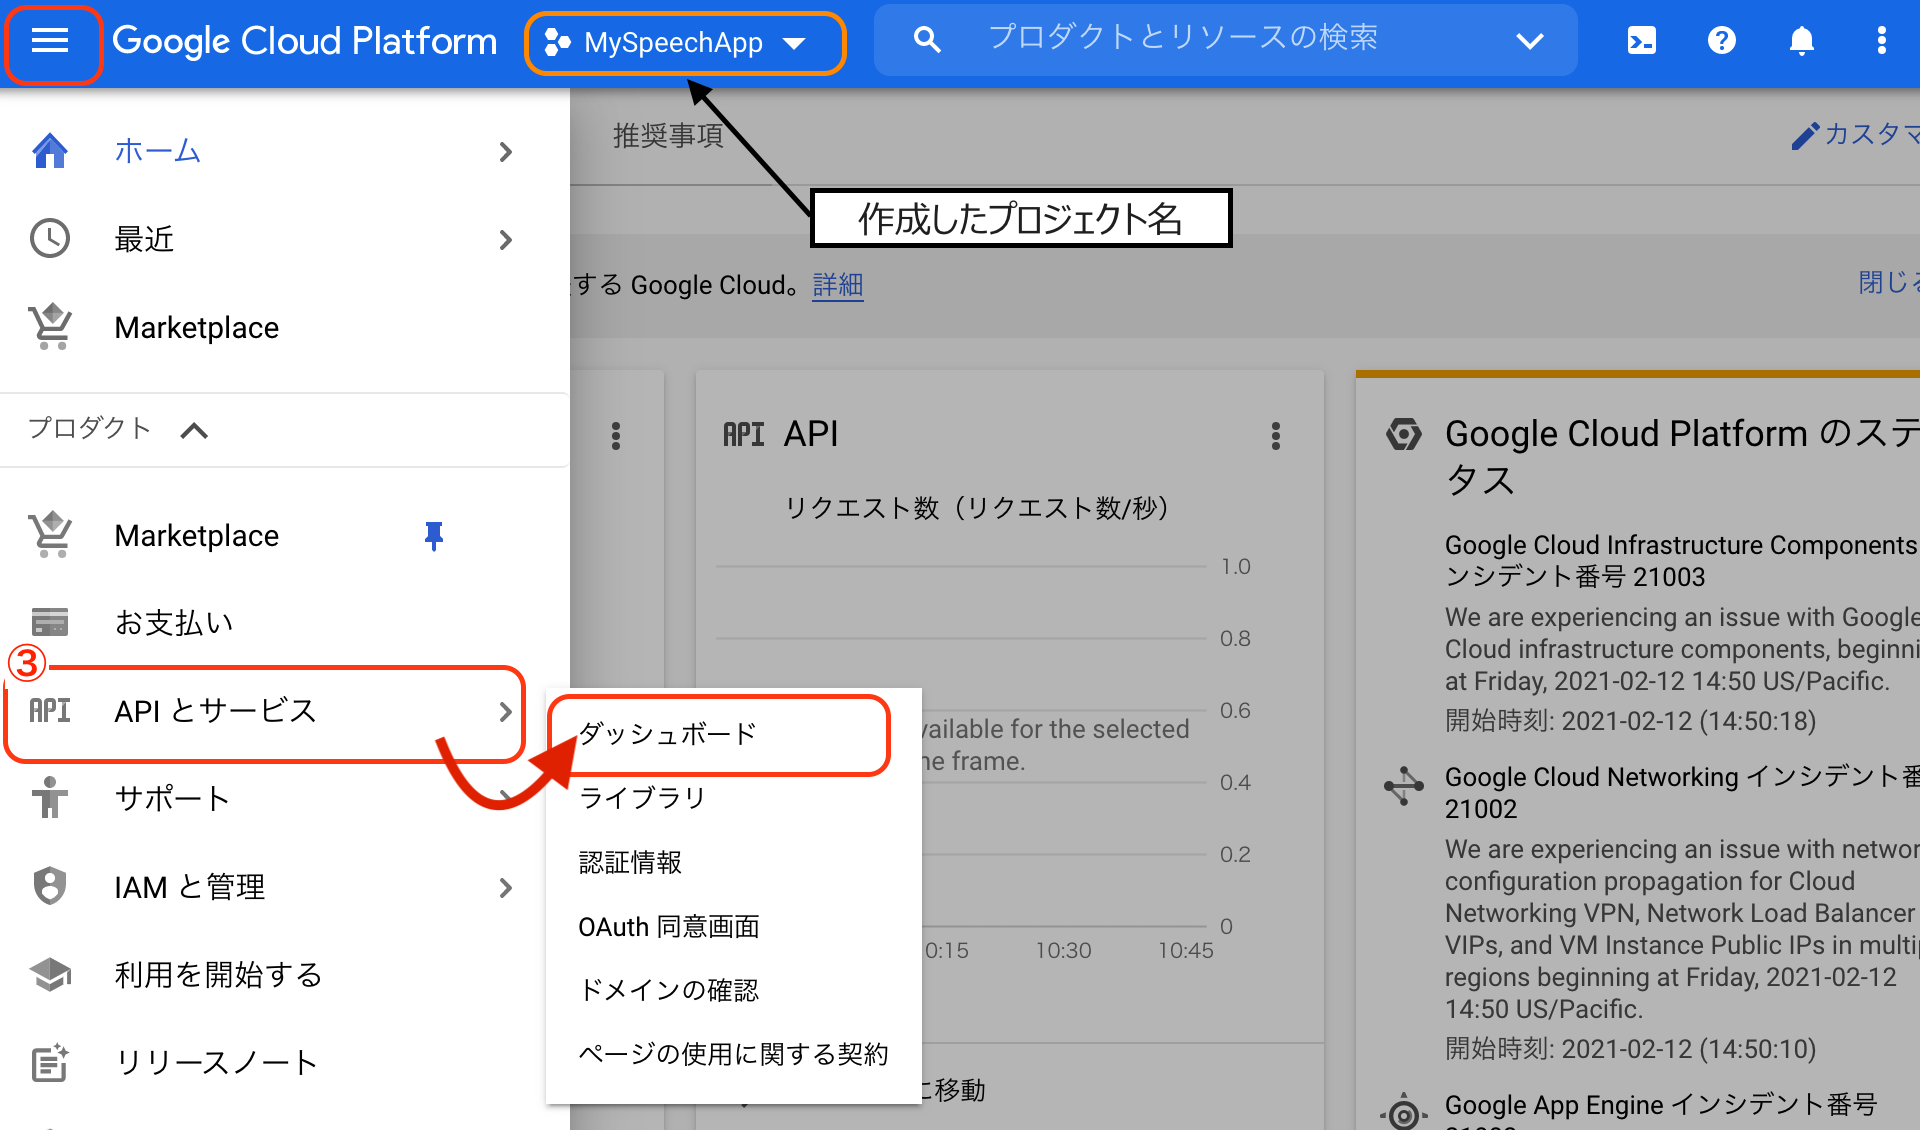 Google Cloud Platform
MySpeechApp
プロダクトとリソースの検索
ホーム
最近
Marketplace
プロダクト
Marketplace
お支払い
③
API API とサービス
サポート
IAM と管理
利用を開始する
リリースノート
ダッシュボード
ライブラリ
認証情報
OAuth 同意画面
ドメインの確認
ページの使用に関する契約
推奨事項
カスタマ
作成したプロジェクト名
する Google Cloud。 詳細
閉じる
API API
リクエスト数（リクエスト数/秒）
1.0
0.8
0.6
vailable for the selected
ne frame.
0.4
0.2
0
0:15 10:30 10:45
に移動
Google Cloud Platform のステ
タス
Google Cloud Infrastructure Components
ンシデント番号 21003
We are experiencing an issue with Google
Cloud infrastructure components, beginni
at Friday, 2021-02-12 14:50 US/Pacific.
開始時刻: 2021-02-12 (14:50:18)
Google Cloud Networking インシデント番
21002
We are experiencing an issue with networ
configuration propagation for Cloud
Networking VPN, Network Load Balancer
VIPs, and VM Instance Public IPs in multip
regions beginning at Friday, 2021-02-12
14:50 US/Pacific.
開始時刻: 2021-02-12 (14:50:10)
Google App Engine インシデント番号